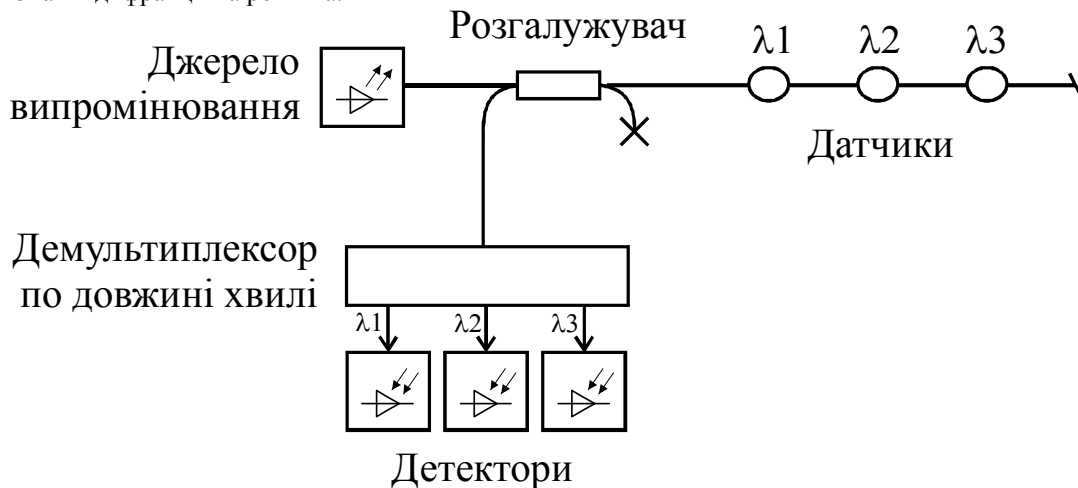 Розгалужувач
λ1 λ2 λ3
Джерело
випромінювання
Датчики
Демультиплексор
по довжині хвилі
λ1 λ2 λ3
Детектори